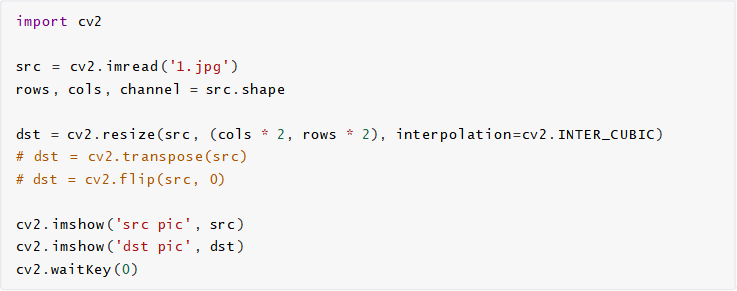 import cv2
src = cv2.imread('1.jpg')
rows, cols, channel = src.shape
dst = cv2.resize(src, (cols * 2, rows * 2), interpolation=cv2.INTER_CUBIC)
# dst = cv2.transpose(src)
# dst = cv2.flip(src, 0)
cv2.imshow('src pic', src)
cv2.imshow('dst pic', dst)
cv2.waitKey(0)